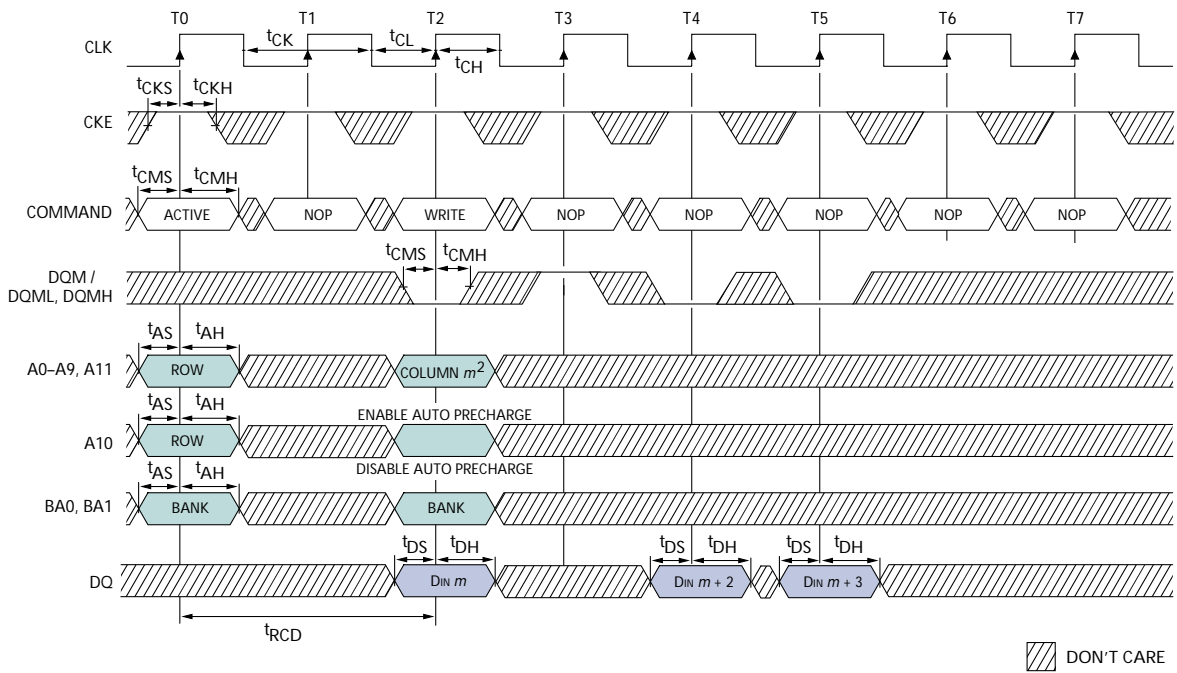 T0 T1 T2 T3 T4 T5 T6 T7
CLK tCK tCL
tCH
tCKS tCKH
CKE
tCMS tCMH
COMMAND ACTIVE NOP WRITE NOP NOP NOP NOP NOP
tCMS tCMH
DQM /
DQML, DQMH
tAS tAH
A0–A9, A11 ROW COLUMN m2
tAS tAH ENABLE AUTO PRECHARGE
A10 ROW
DISABLE AUTO PRECHARGE
tAS tAH
BA0, BA1 BANK BANK
tDS tDH tDS tDH tDS tDH
DQ DIN m DIN m + 2 DIN m + 3
tRCD
DON'T CARE